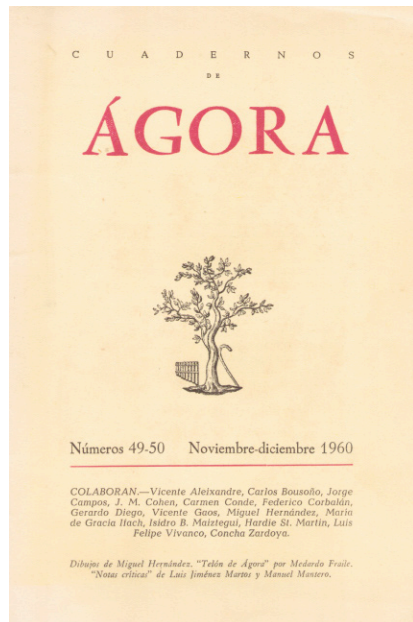 CUADERNOS
DE
ÁGORA
Números 49-50 Noviembre-diciembre 1960
COLABORAN.—Vicente Aleixandre, Carlos Bousoño, Jorge
Campos, J. M. Cohen, Carmen Conde, Federico Corbalán,
Gerardo Diego, Vicente Gaos, Miguel Hernández, Maria
de Gracia Ifach, Isidro B. Maiztegui, Hardie St. Martin, Luis
Felipe Vivanco, Concha Zardoya.
Dibujos de Miguel Hernández. "Telón de Ágora" por Medardo Fraile.
"Notas críticas" de Luis Jiménez Martos y Manuel Mantero.